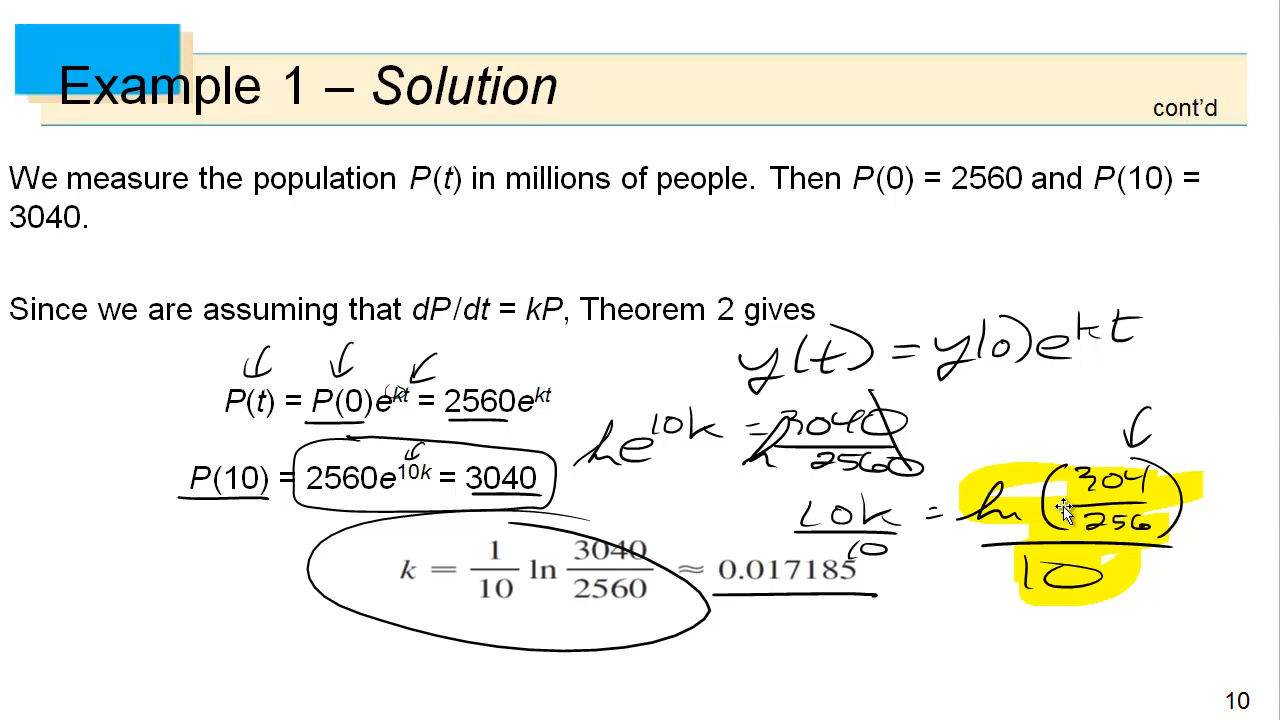 Example 1 – Solution
cont'd
We measure the population P(t) in millions of people. Then P(0) = 2560 and P(10) =
3040.
Since we are assuming that dP/dt = kP, Theorem 2 gives
y(t) = y(0)e^kt
P(t) = P(0)e^kt = 2560e^kt
ln e^10k = ln 3040/2560
P(10) = 2560e^10k = 3040
10k/10 = ln(304/256)/10
k = 1/10 ln 3040/2560 ≈ 0.017185
10